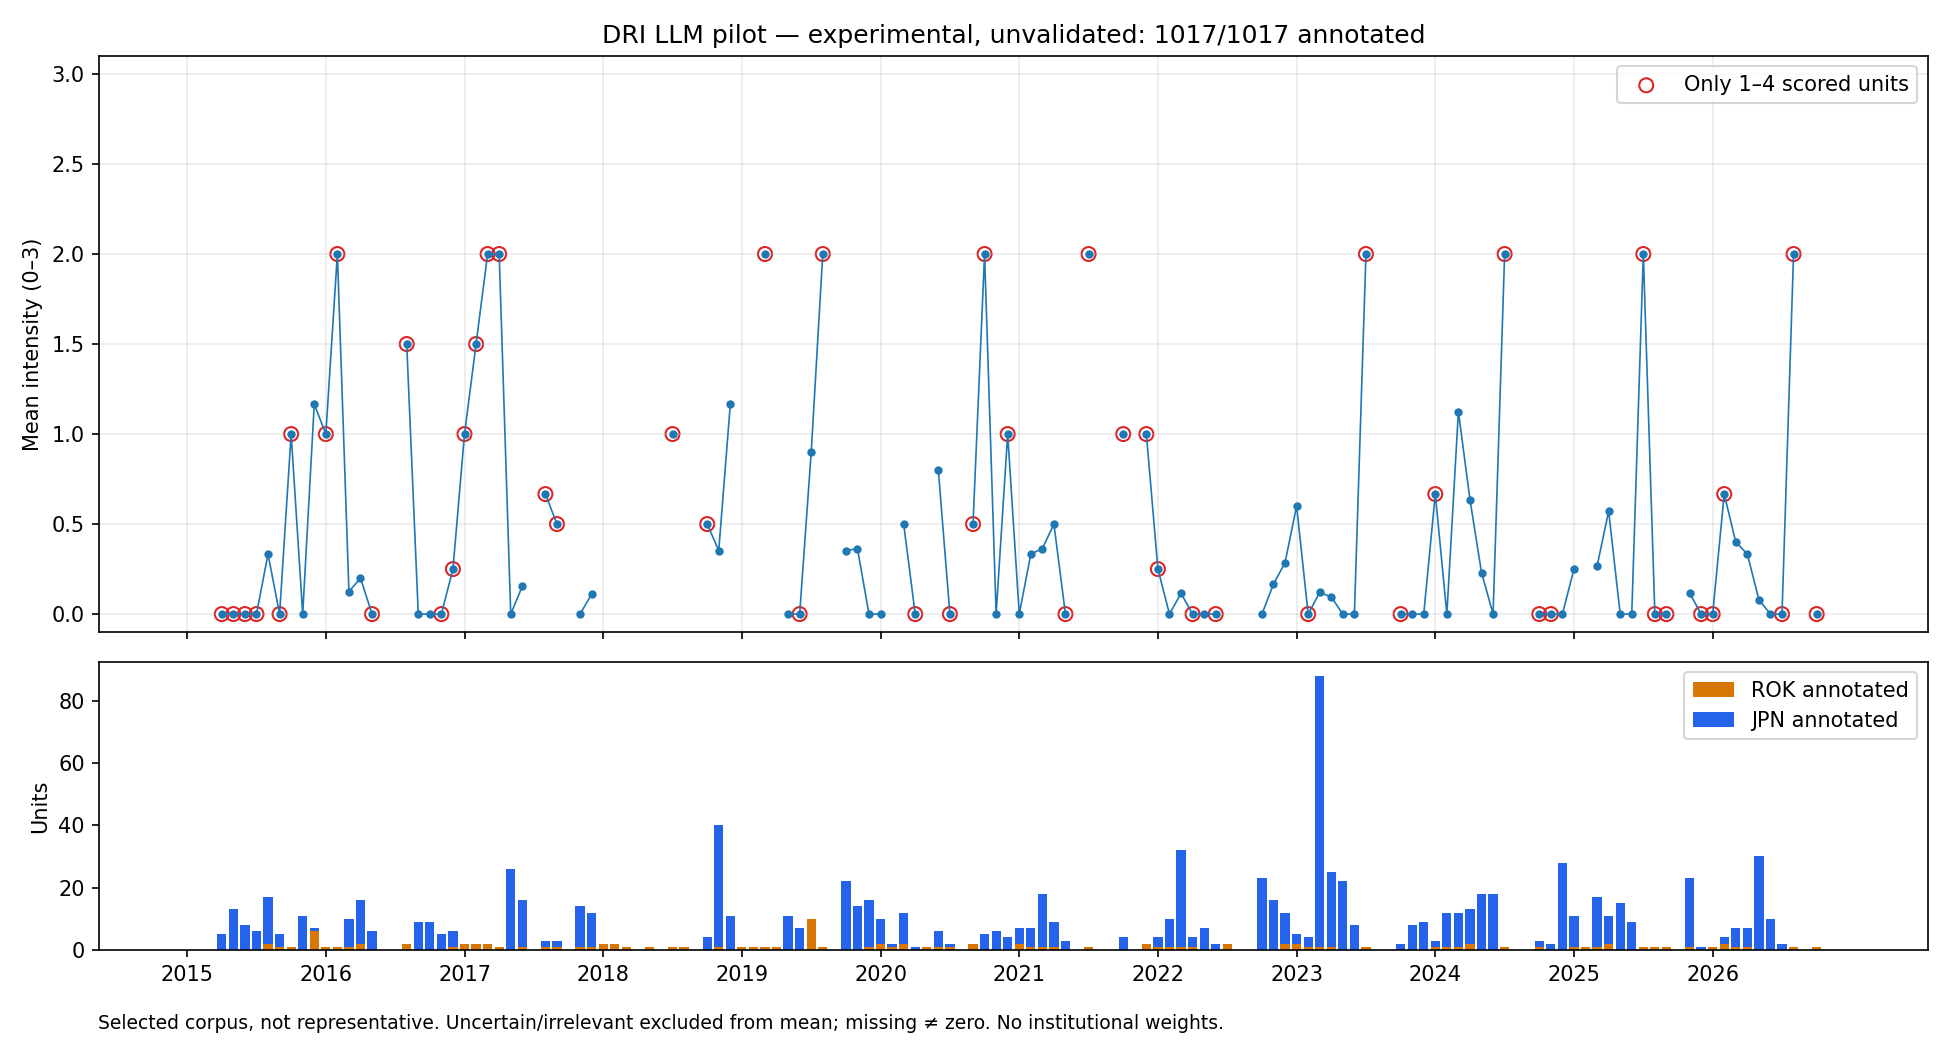 DRI LLM pilot — experimental, unvalidated: 1017/1017 annotated
3.0
2.5
2.0
1.5
1.0
0.5
0.0
Mean intensity (0–3)
Only 1–4 scored units
80
60
40
20
0
Units
ROK annotated
JPN annotated
2015 2016 2017 2018 2019 2020 2021 2022 2023 2024 2025 2026
Selected corpus, not representative. Uncertain/irrelevant excluded from mean; missing ≠ zero. No institutional weights.